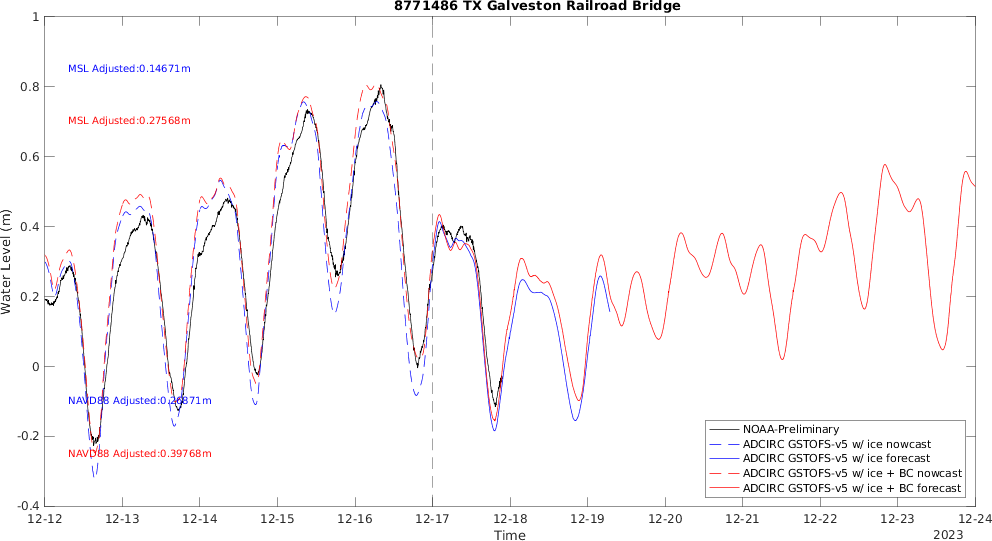 8771486 TX Galveston Railroad Bridge
1
0.8
0.6
0.4
0.2
0
-0.2
-0.4
Water Level (m)
MSL Adjusted:0.14671m
MSL Adjusted:0.27568m
NAVD88 Adjusted:0.26871m
NAVD88 Adjusted:0.39768m
NOAA-Preliminary
ADCIRC GSTOFS-v5 w/ ice nowcast
ADCIRC GSTOFS-v5 w/ ice forecast
ADCIRC GSTOFS-v5 w/ ice + BC nowcast
ADCIRC GSTOFS-v5 w/ ice + BC forecast
12-12 12-13 12-14 12-15 12-16 12-17 12-18 12-19 12-20 12-21 12-22 12-23 12-24
Time
2023